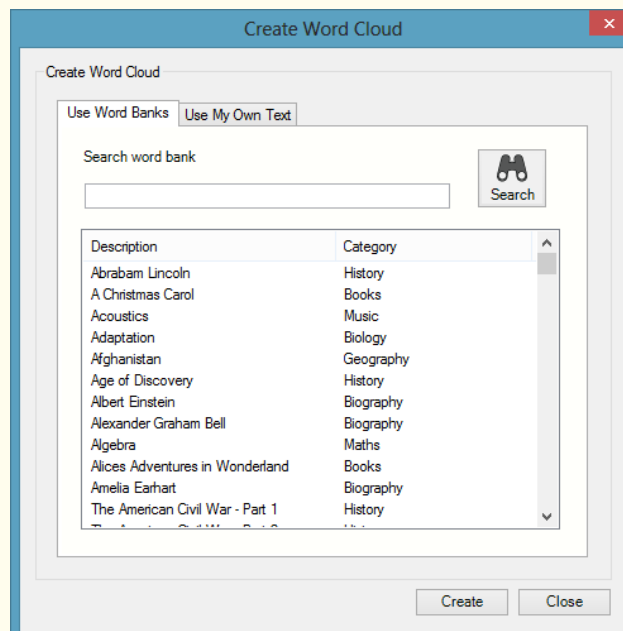 Create Word Cloud
Create Word Cloud
Use Word Banks Use My Own Text
Search word bank
Search
Description Category
Abrabam Lincoln History
A Christmas Carol Books
Acoustics Music
Adaptation Biology
Afghanistan Geography
Age of Discovery History
Albert Einstein Biography
Alexander Graham Bell Biography
Algebra Maths
Alices Adventures in Wonderland Books
Amelia Earhart Biography
The American Civil War - Part 1 History
Create Close